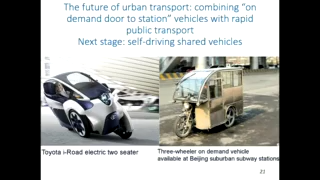 The future of urban transport: combining “on
demand door to station” vehicles with rapid
public transport
Next stage: self-driving shared vehicles
Toyota i-Road electric two seater
Three-wheeler on demand vehicle
available at Beijing suburban subway stations
21